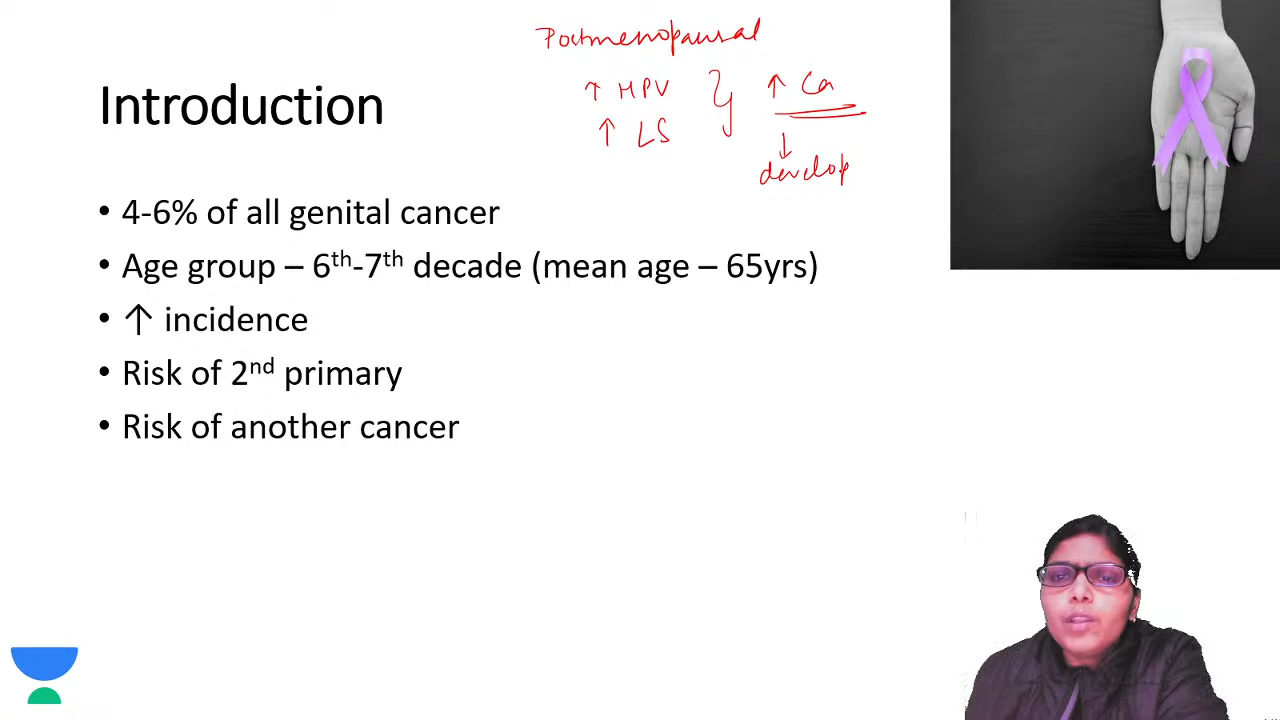 Postmenopausal
↑ HPV } ↑ Ca
↑ LS
↓
develop
Introduction
• 4-6% of all genital cancer
• Age group – 6th-7th decade (mean age – 65yrs)
• ↑ incidence
• Risk of 2nd primary
• Risk of another cancer